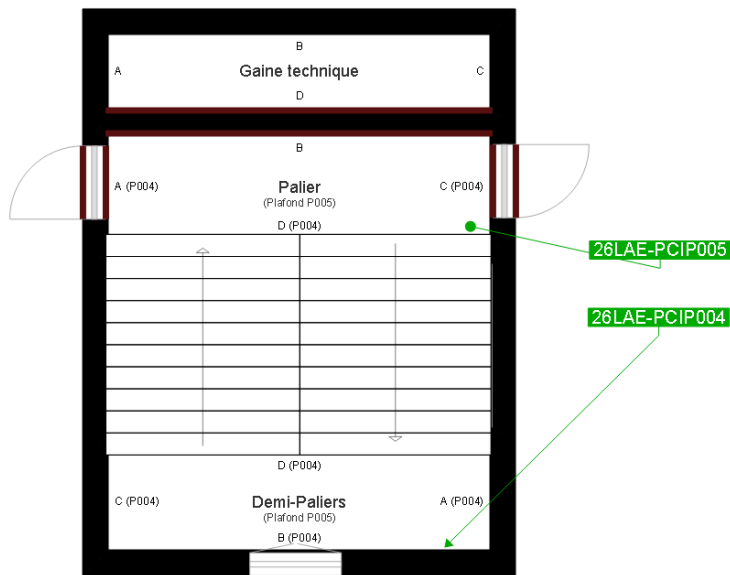 B
A
Gaine technique
C
D
B
A (P004)
Palier
C (P004)
(Plafond P005)
D (P004)
26LAE-PCIP005
26LAE-PCIP004
D (P004)
C (P004)
Demi-Paliers
A (P004)
(Plafond P005)
B (P004)